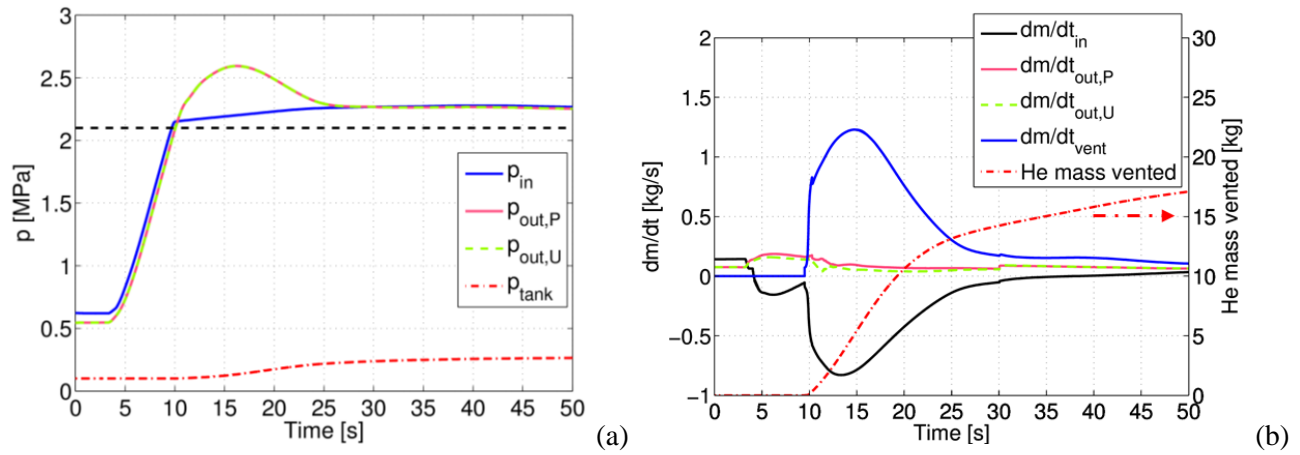 3
2.5
2
1.5
1
0.5
0
p [MPa]
0 5 10 15 20 25 30 35 40 45 50
Time [s]
p_in
p_out,P
p_out,U
p_tank
(a)
2
1.5
1
0.5
0
−0.5
−1
dm/dt [kg/s]
0 5 10 15 20 25 30 35 40 45 50
Time [s]
dm/dt_in
dm/dt_out,P
dm/dt_out,U
dm/dt_vent
He mass vented
30
25
20
15
10
5
0
He mass vented [kg]
(b)